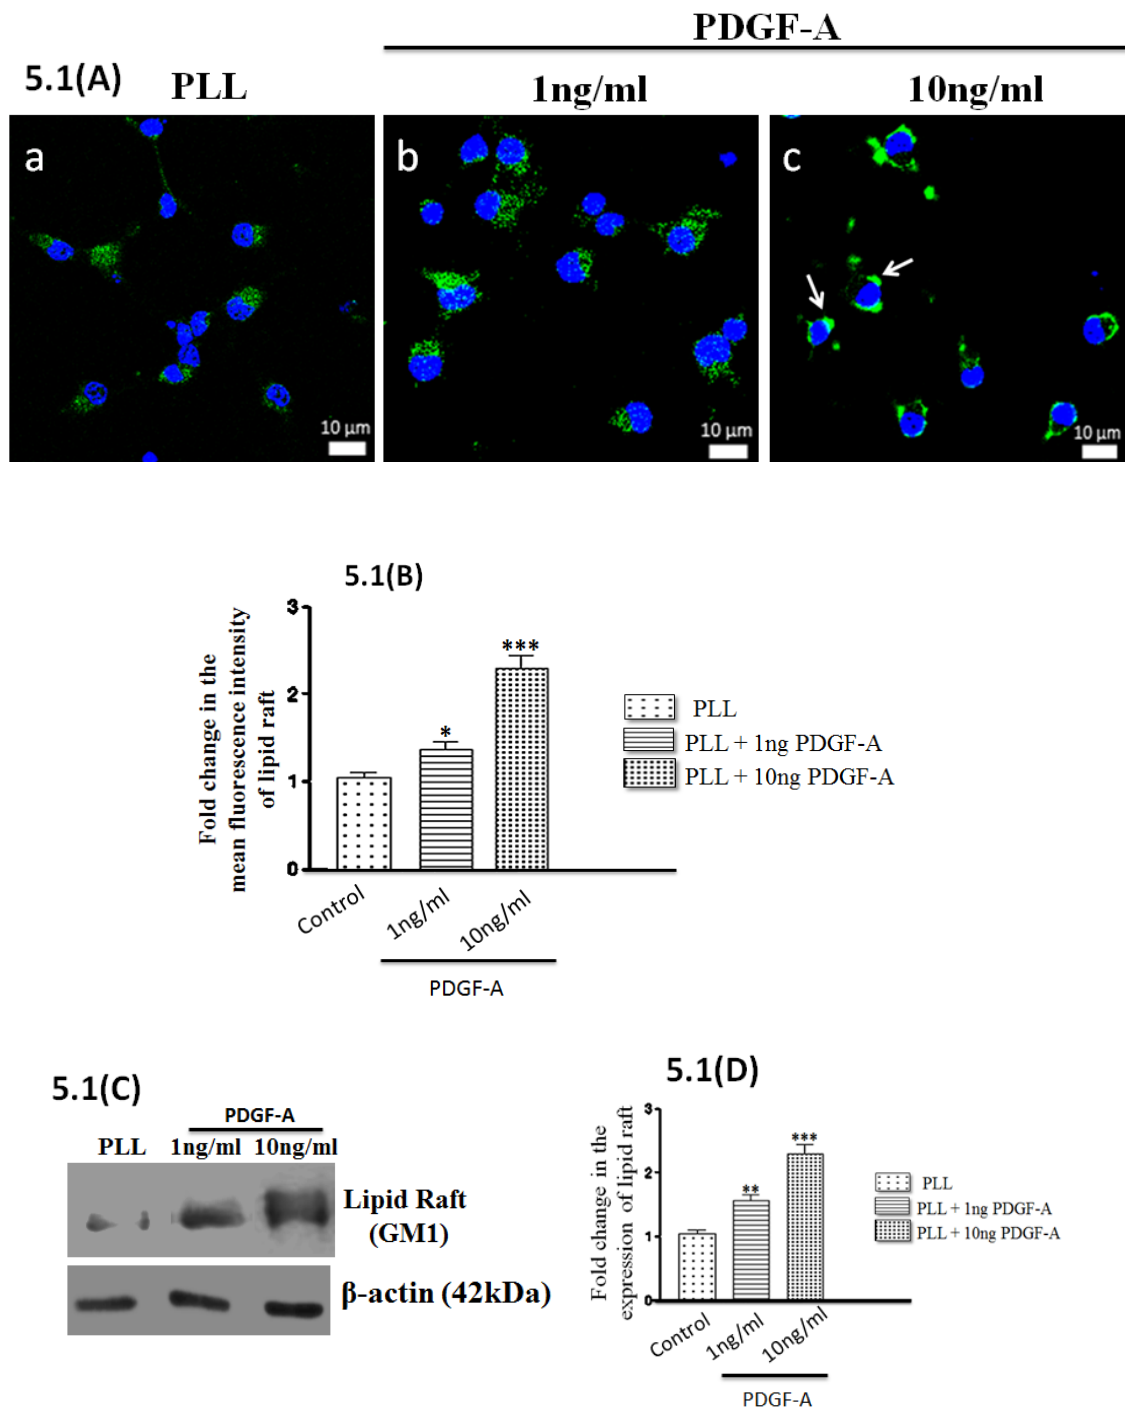 PDGF-A
5.1(A)
PLL
1ng/ml
10ng/ml
a
b
c
10 μm
10 μm
10 μm
5.1(B)
Fold change in the
mean fluorescence intensity
of lipid raft
3
2
1
0
*
***
Control
1ng/ml
10ng/ml
PDGF-A
PLL
PLL + 1ng PDGF-A
PLL + 10ng PDGF-A
5.1(C)
PDGF-A
PLL
1ng/ml
10ng/ml
Lipid Raft
(GM1)
β-actin (42kDa)
5.1(D)
Fold change in the
expression of lipid raft
3
2
1
0
**
***
Control
1ng/ml
10ng/ml
PDGF-A
PLL
PLL + 1ng PDGF-A
PLL + 10ng PDGF-A